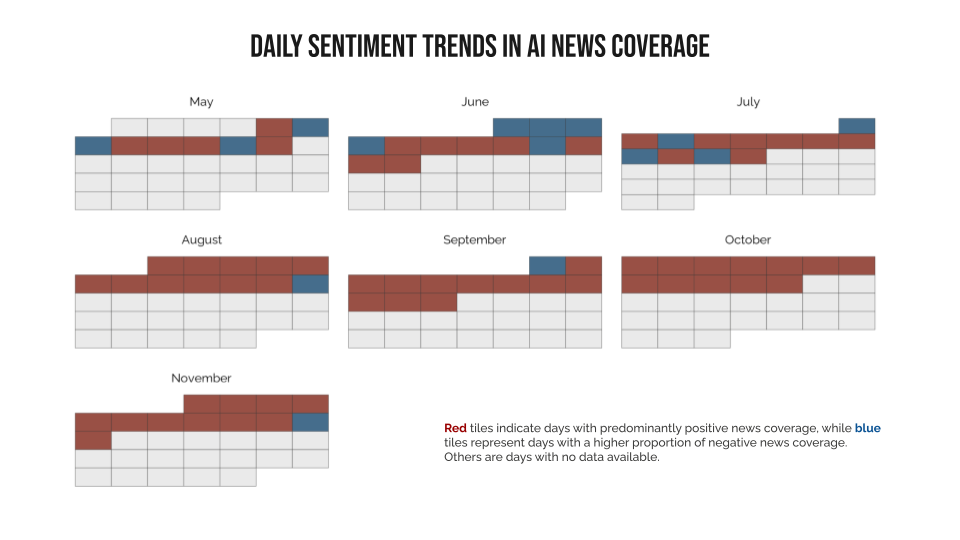 DAILY SENTIMENT TRENDS IN AI NEWS COVERAGE
May
June
July
August
September
October
November
Red tiles indicate days with predominantly positive news coverage, while blue
tiles represent days with a higher proportion of negative news coverage.
Others are days with no data available.